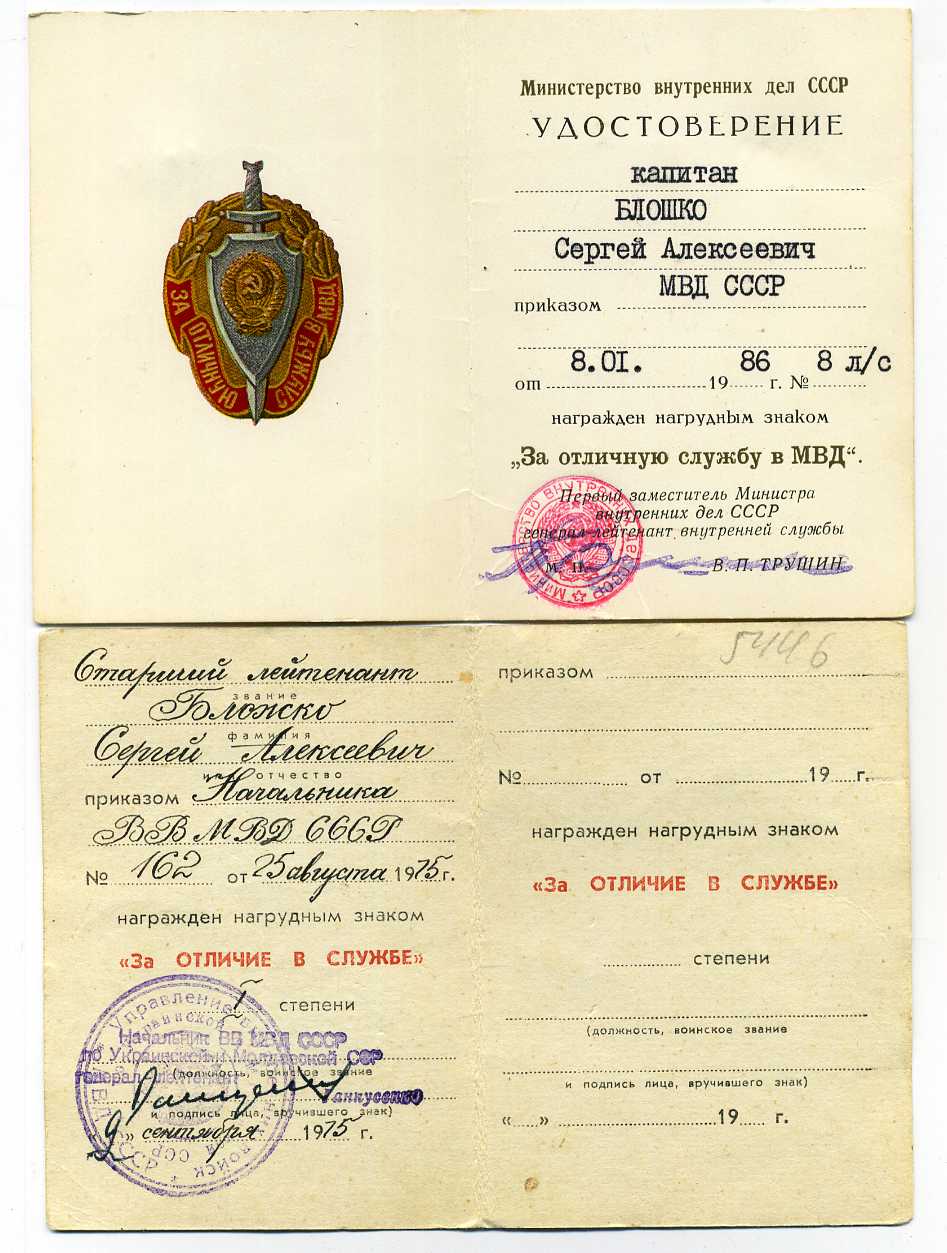 ЗА ОТЛИЧНУЮ СЛУЖБУ В МВД
Министерство внутренних дел СССР
УДОСТОВЕРЕНИЕ
капитан
БЛОШКО
Сергей Алексеевич
приказом МВД СССР
от 8.01. 1986 г. № 8 л/с
награжден нагрудным знаком
„За отличную службу в МВД“.
Первый заместитель Министра
внутренних дел СССР
генерал-лейтенант внутренней службы
М. П. В. П. ТРУШИН
Старший лейтенант
звание
Бложко
фамилия
Сергей Алексеевич
отчество
приказом Начальника
ВВ МВД СССР
№ 162 от 25 августа 1975 г.
награжден нагрудным знаком
«За ОТЛИЧИЕ В СЛУЖБЕ»
I степени
Начальник ВВ МВД СССР
по Украинской и Молдавской ССР
генерал-лейтенант
(должность, воинское звание
и подпись лица, вручившего знак)
«2» сентября 1975 г.
5446
приказом
№ от 19 г.
награжден нагрудным знаком
«За ОТЛИЧИЕ В СЛУЖБЕ»
степени
(должность, воинское звание
и подпись лица, вручившего знак)
« » 19 г.